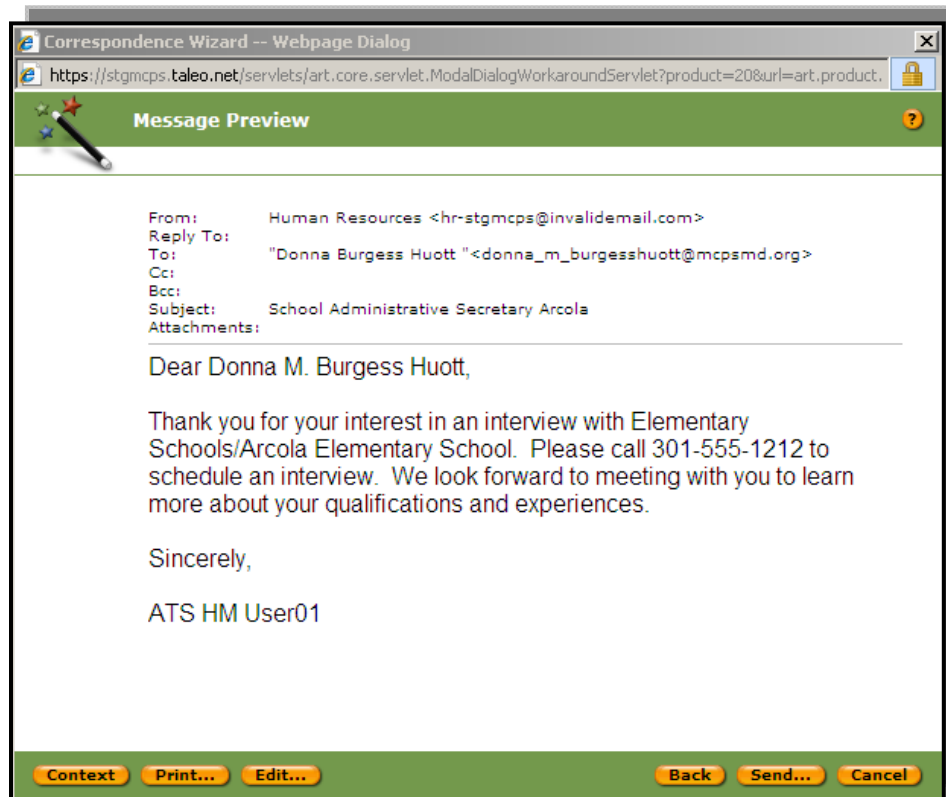 Correspondence Wizard -- Webpage Dialog
https://stgmcps.taleo.net/servlets/art.core.servlet.ModalDialogWorkaroundServlet?product=20&url=art.product.
Message Preview
?
From: Human Resources <hr-stgmcps@invalidemail.com>
Reply To:
To: "Donna Burgess Huott "<donna_m_burgesshuott@mcpsmd.org>
Cc:
Bcc:
Subject: School Administrative Secretary Arcola
Attachments:
Dear Donna M. Burgess Huott,
Thank you for your interest in an interview with Elementary
Schools/Arcola Elementary School.  Please call 301-555-1212 to
schedule an interview.  We look forward to meeting with you to learn
more about your qualifications and experiences.
Sincerely,
ATS HM User01
Context Print... Edit... Back Send... Cancel